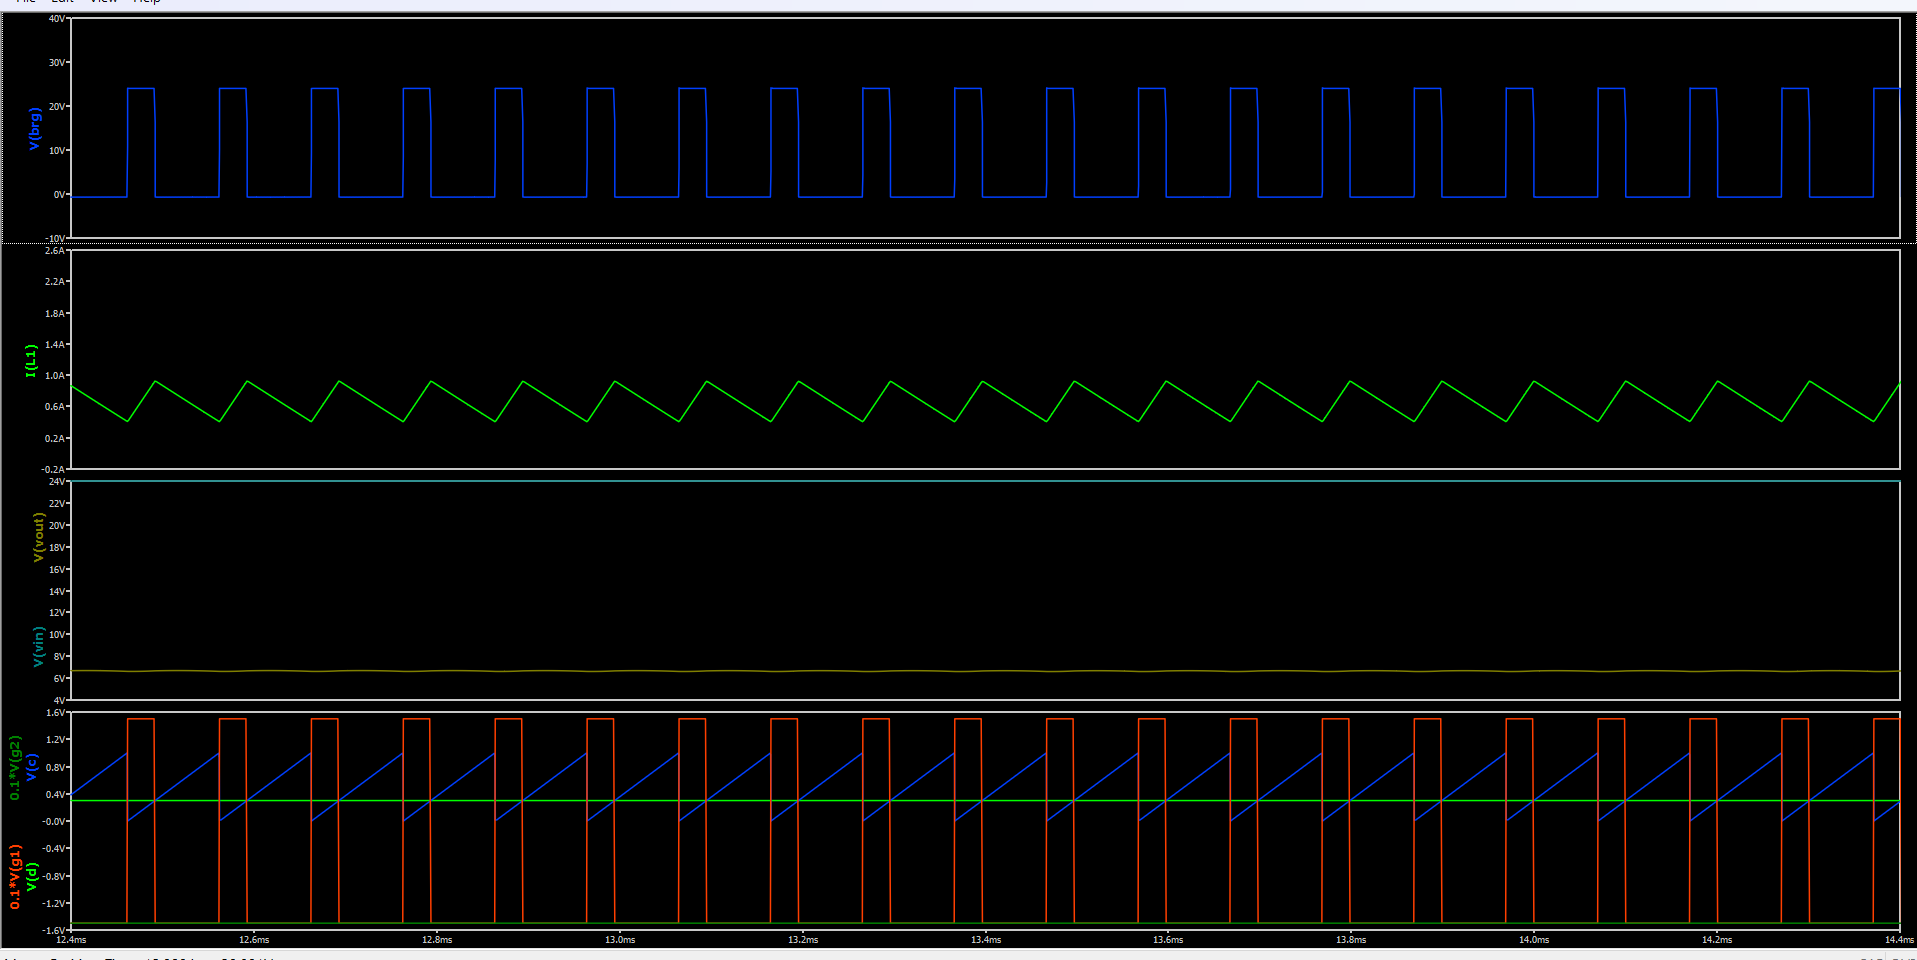 File Edit View Help
40V
30V
20V
10V
0V
-10V
V(brg)
2.6A
2.2A
1.8A
1.4A
1.0A
0.6A
0.2A
-0.2A
I(L1)
24V
22V
20V
18V
16V
14V
12V
10V
8V
6V
4V
V(vin) V(vout)
1.6V
1.2V
0.8V
0.4V
-0.0V
-0.4V
-0.8V
-1.2V
-1.6V
0.1*V(g1) 0.1*V(g2)
V(d) V(c)
12.4ms 12.6ms 12.8ms 13.0ms 13.2ms 13.4ms 13.6ms 13.8ms 14.0ms 14.2ms 14.4ms